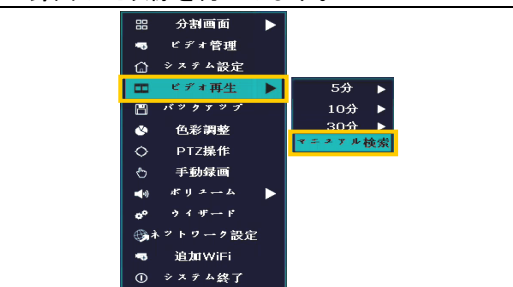 分割画面
ビデオ管理
システム設定
ビデオ再生
バックアップ
色彩調整
PTZ操作
手動録画
ボリューム
ウィザード
ネットワーク設定
追加WiFi
システム終了
5分
10分
30分
マニュアル検索